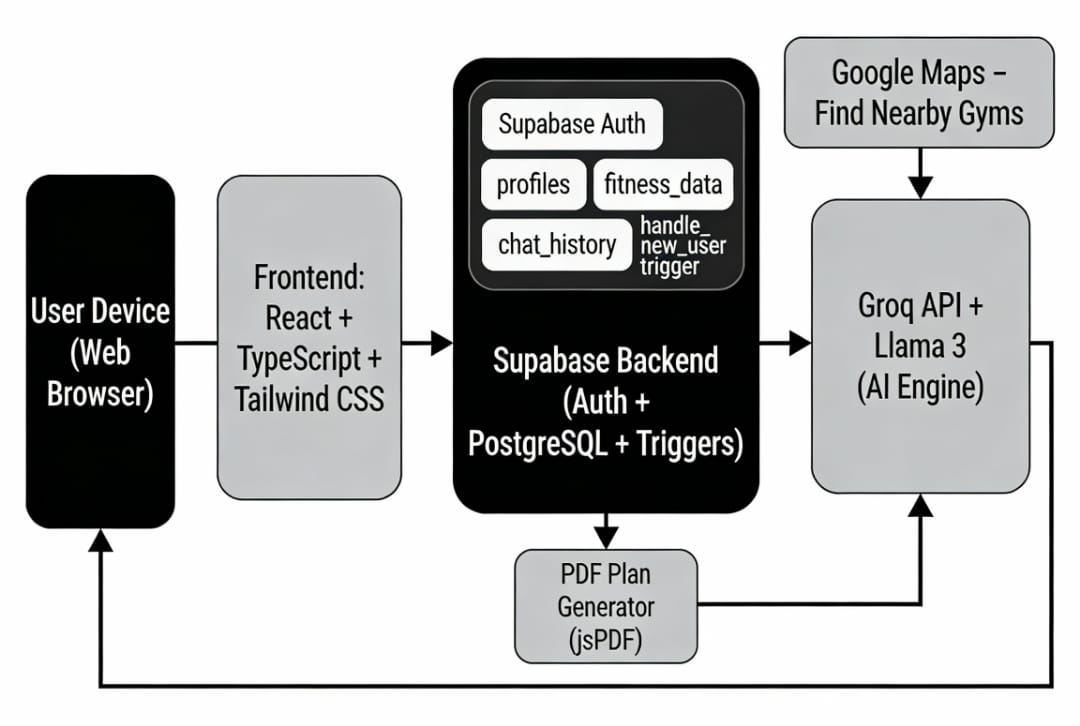 User Device
(Web
Browser)
Frontend:
React +
TypeScript +
Tailwind CSS
Supabase Auth
profiles
fitness_data
chat_history
handle_
new_user
trigger
Supabase Backend
(Auth +
PostgreSQL + Triggers)
PDF Plan
Generator
(jsPDF)
Google Maps –
Find Nearby Gyms
Groq API +
Llama 3
(AI Engine)